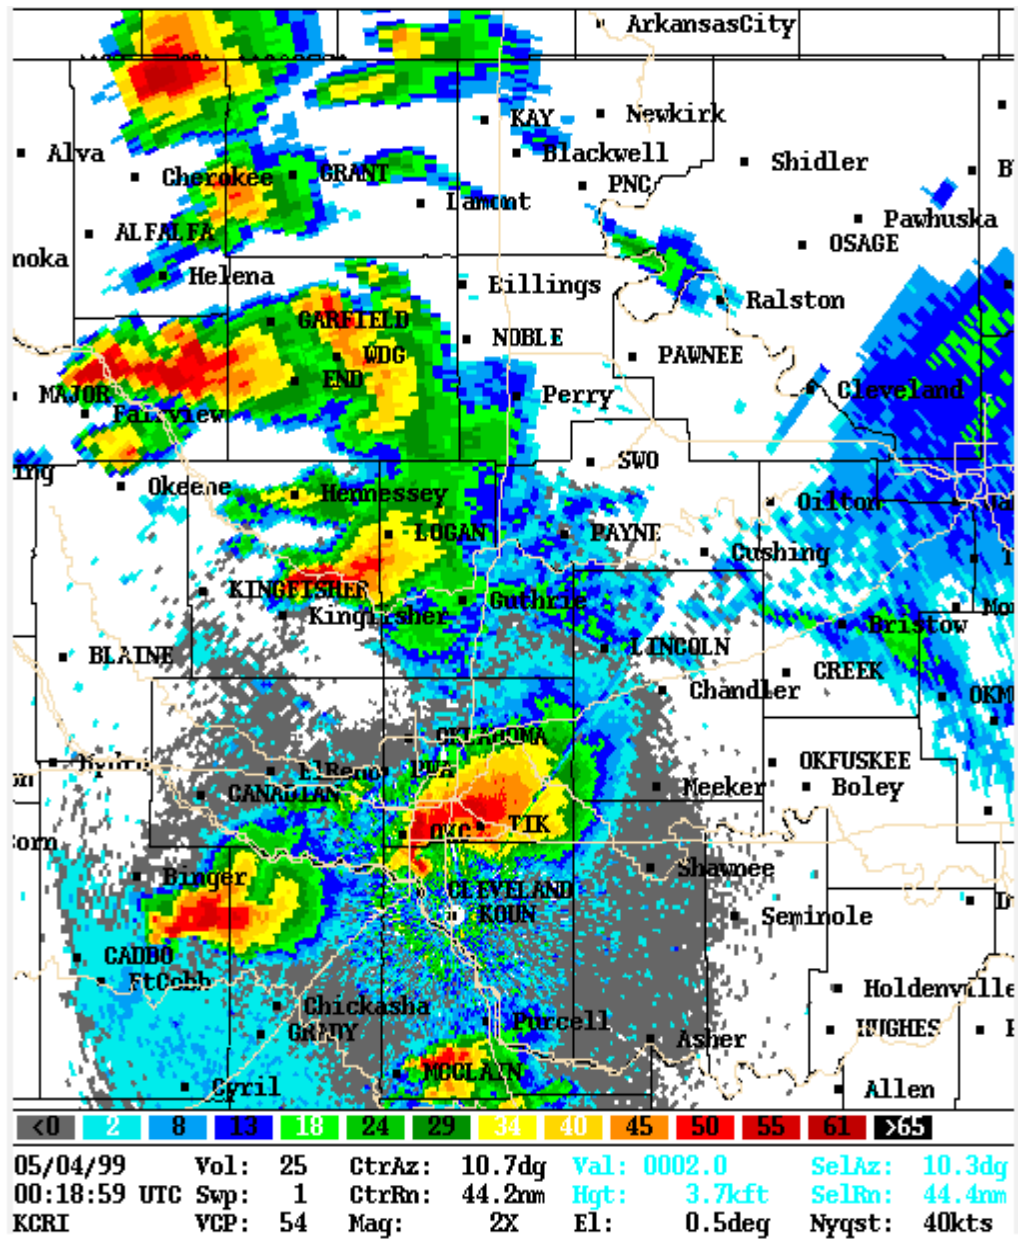 ArkansasCity
KAY
Newkirk
Alva
Blackwell
Shidler
Cherokee
GRANT
PNC
B
Lamont
Pawhuska
ALFALFA
OSAGE
noka
Helena
Billings
Ralston
GARFIELD
NOBLE
WDG
PAWNEE
END
MAJOR
Perry
Cleveland
Fairview
SWO
ing
Okeene
Hennessey
Oilton
LOGAN
PAYNE
Cushing
KINGFISHER
Guthrie
Kingfisher
Bristow
LINCOLN
BLAINE
CREEK
Chandler
OKM
OKLAHOMA
OKFUSKEE
ElReno
PWA
CANADIAN
Meeker
Boley
OKC
TIK
orn
Binger
Shawnee
CLEVELAND
KOUN
Seminole
CADDO
FtCobb
Holdenville
Chickasha
Purcell
HUGHES
GRADY
Asher
MCCLAIN
Cyril
Allen
<0 2 8 13 18 24 29 34 40 45 50 55 61 >65
05/04/99 Vol: 25 CtrAz: 10.7dg Val: 0002.0 SelAz: 10.3dg
00:18:59 UTC Swp: 1 CtrRn: 44.2nm Hgt: 3.7kft SelRn: 44.4nm
KCRI VCP: 54 Mag: 2X El: 0.5deg Nyqst: 40kts